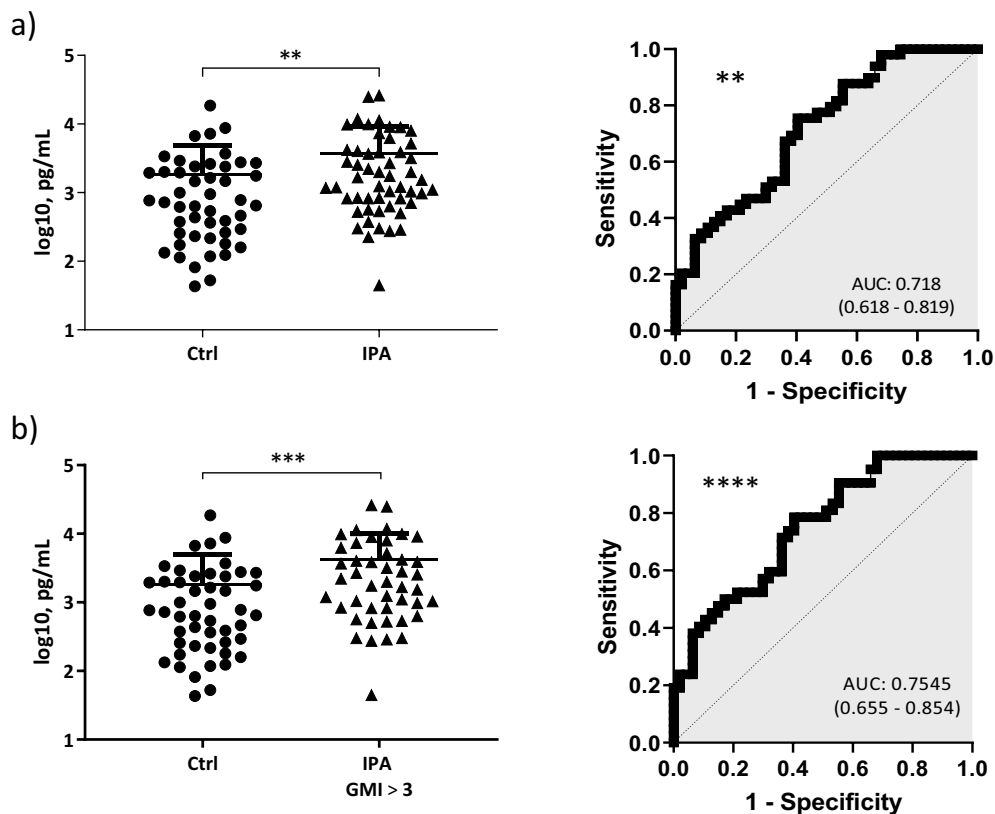 a)
log10, pg/mL
5
4
3
2
1
**
Ctrl
IPA
Sensitivity
1.0
0.8
0.6
0.4
0.2
0.0
**
AUC: 0.718
(0.618 - 0.819)
0.0 0.2 0.4 0.6 0.8 1.0
1 - Specificity
b)
log10, pg/mL
5
4
3
2
1
***
Ctrl
IPA
GMI > 3
Sensitivity
1.0
0.8
0.6
0.4
0.2
0.0
****
AUC: 0.7545
(0.655 - 0.854)
0.0 0.2 0.4 0.6 0.8 1.0
1 - Specificity